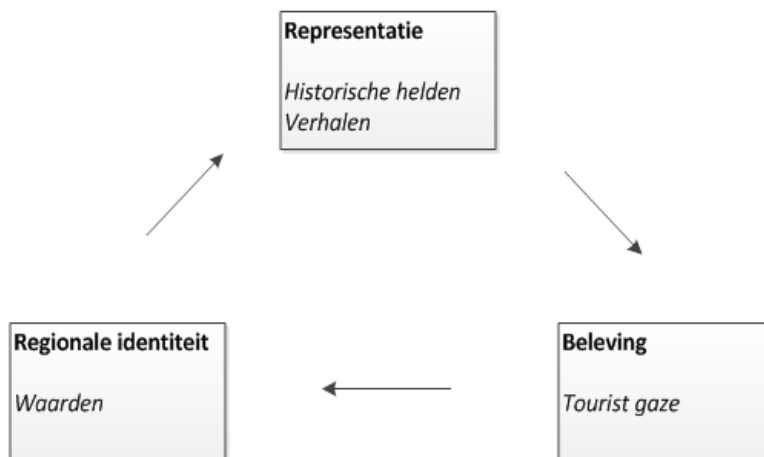 Representatie
Historische helden
Verhalen
Regionale identiteit
Waarden
Beleving
Tourist gaze